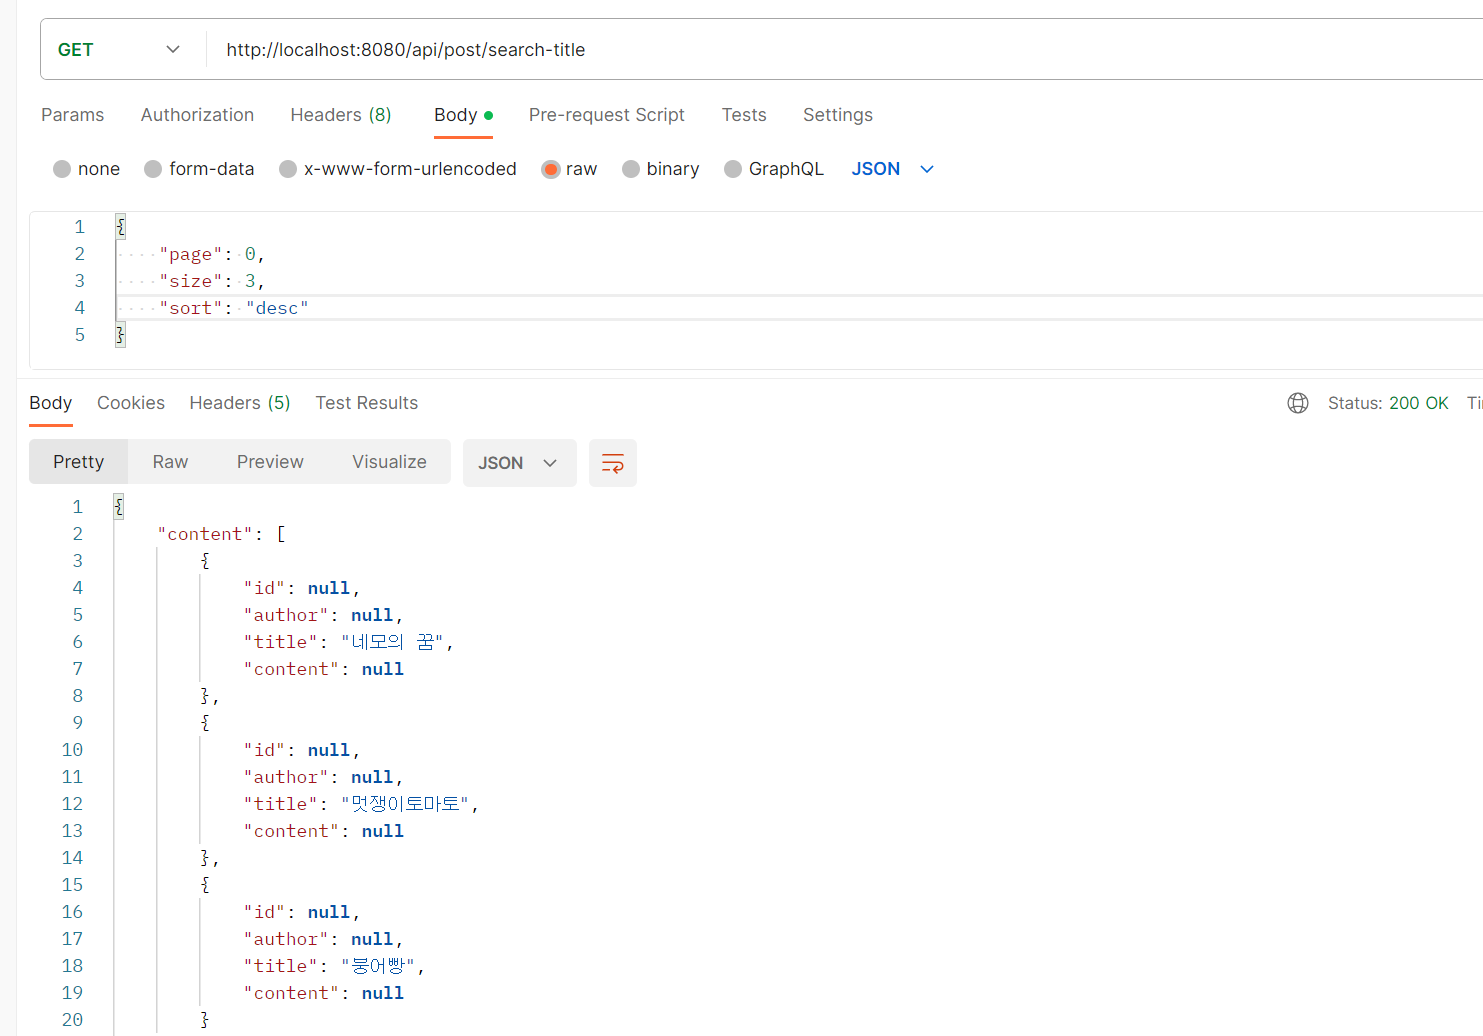 GET http://localhost:8080/api/post/search-title
Params Authorization Headers (8) Body Pre-request Script Tests Settings
none form-data x-www-form-urlencoded raw binary GraphQL JSON
1 {
2 "page": 0,
3 "size": 3,
4 "sort": "desc"
5 }
Body Cookies Headers (5) Test Results Status: 200 OK
Pretty Raw Preview Visualize JSON
1 {
2 "content": [
3 {
4 "id": null,
5 "author": null,
6 "title": "네모의 꿈",
7 "content": null
8 },
9 {
10 "id": null,
11 "author": null,
12 "title": "멋쟁이토마토",
13 "content": null
14 },
15 {
16 "id": null,
17 "author": null,
18 "title": "붕어빵",
19 "content": null
20 }